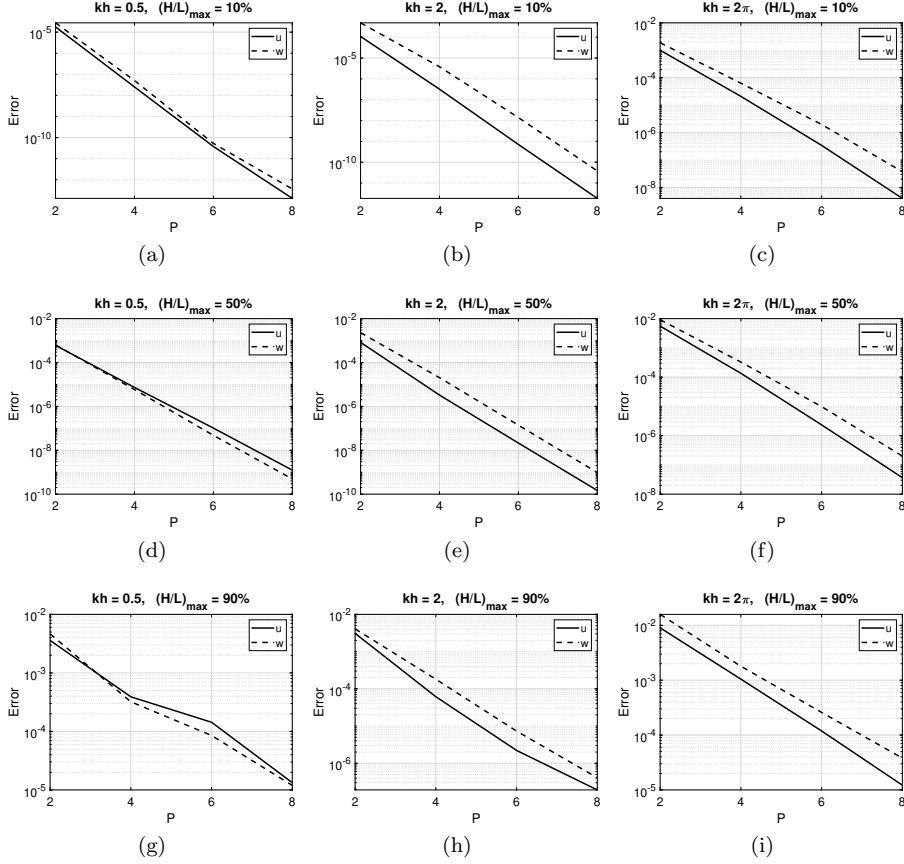 kh = 0.5, (H/L)max = 10%
Error
10^-5
10^-10
2 4 6 8
P
u
w
(a)
kh = 2, (H/L)max = 10%
Error
10^-5
10^-10
2 4 6 8
P
u
w
(b)
kh = 2π, (H/L)max = 10%
Error
10^-2
10^-4
10^-6
10^-8
2 4 6 8
P
u
w
(c)
kh = 0.5, (H/L)max = 50%
Error
10^-2
10^-4
10^-6
10^-8
10^-10
2 4 6 8
P
u
w
(d)
kh = 2, (H/L)max = 50%
Error
10^-2
10^-4
10^-6
10^-8
10^-10
2 4 6 8
P
u
w
(e)
kh = 2π, (H/L)max = 50%
Error
10^-2
10^-4
10^-6
10^-8
2 4 6 8
P
u
w
(f)
kh = 0.5, (H/L)max = 90%
Error
10^-2
10^-3
10^-4
10^-5
2 4 6 8
P
u
w
(g)
kh = 2, (H/L)max = 90%
Error
10^-2
10^-4
10^-6
2 4 6 8
P
u
w
(h)
kh = 2π, (H/L)max = 90%
Error
10^-2
10^-3
10^-4
10^-5
2 4 6 8
P
u
w
(i)